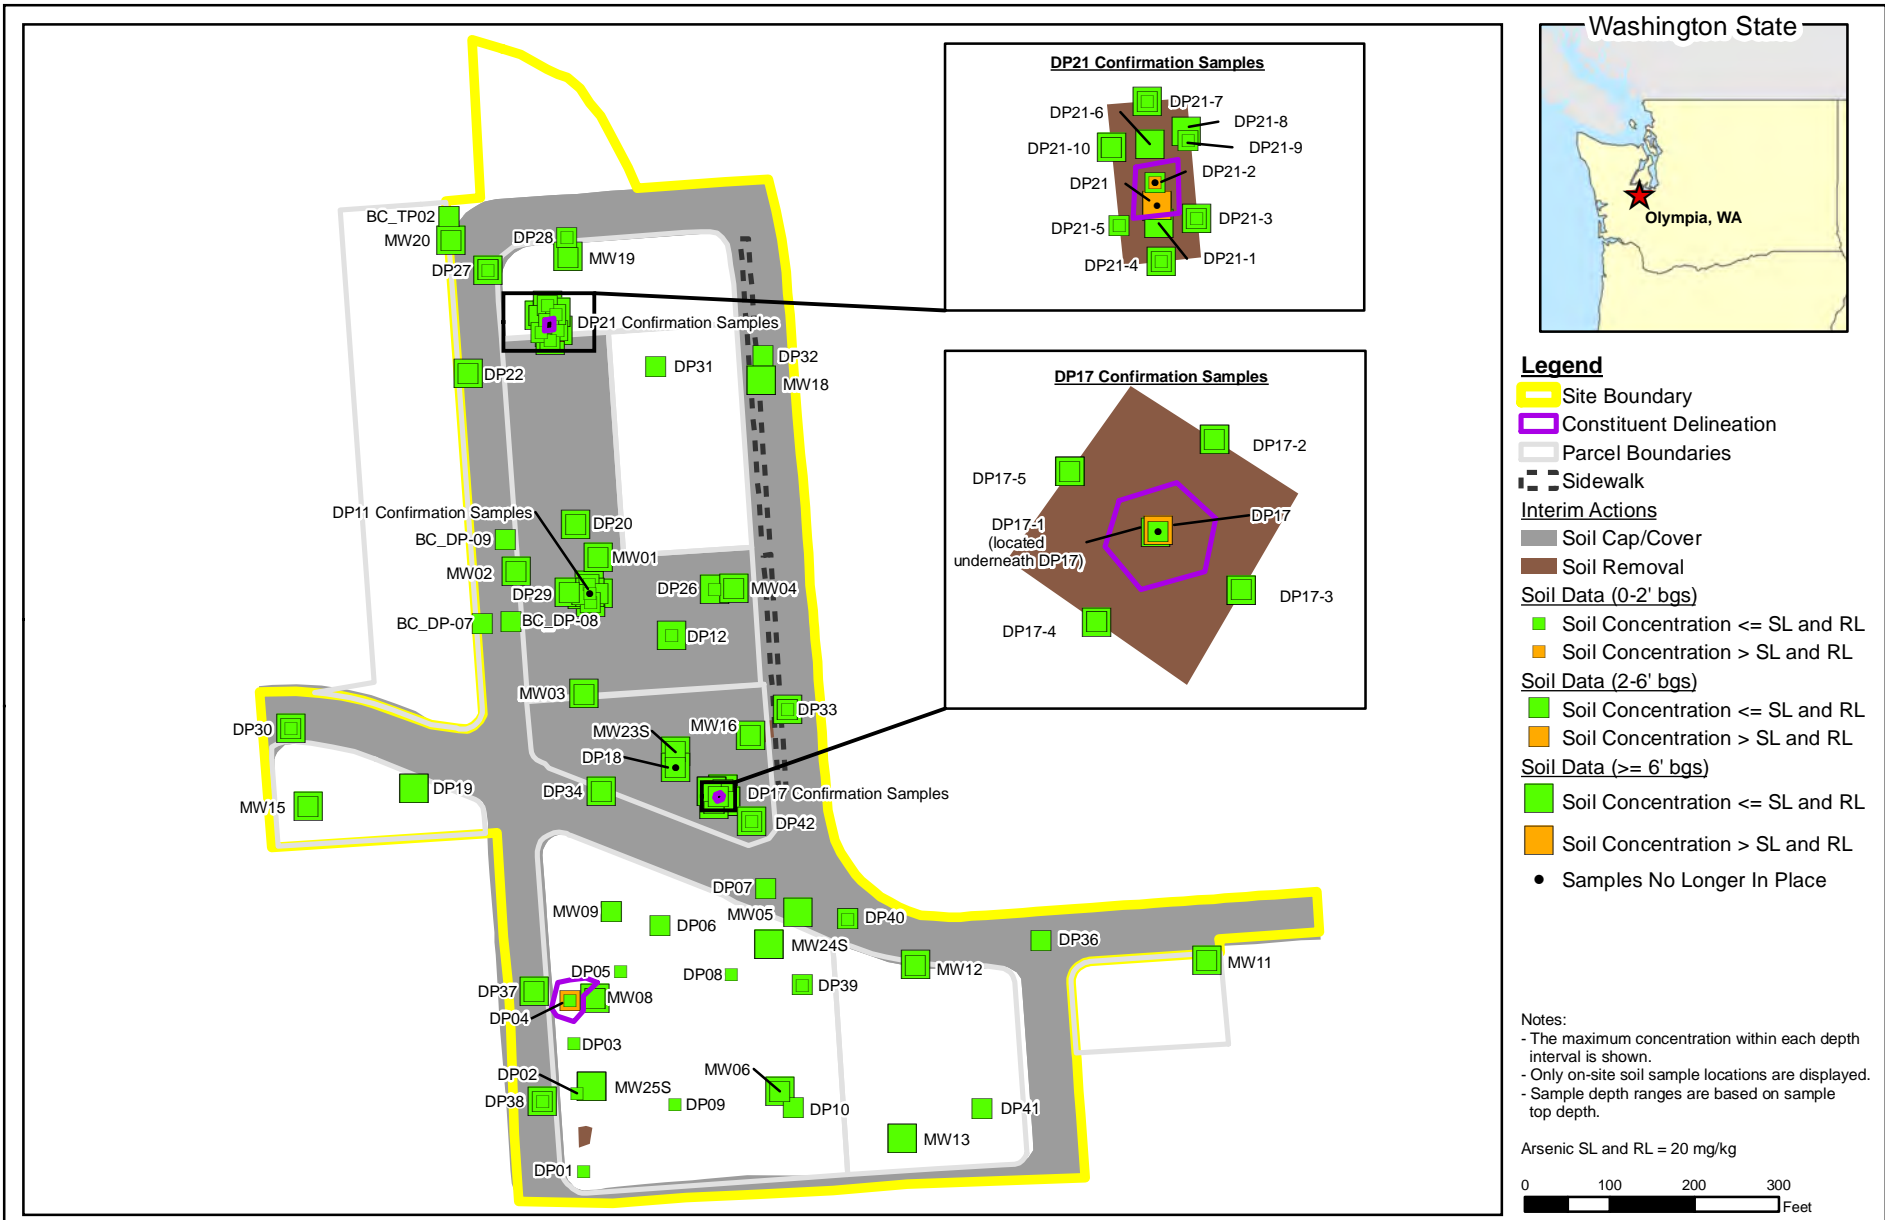 DP21 Confirmation Samples
DP21-7
DP21-6
DP21-8
DP21-10
DP21-9
DP21-2
DP21
DP21-3
DP21-5
DP21-4
DP21-1
DP17 Confirmation Samples
DP17-2
DP17-5
DP17-1
(located
underneath DP17)
DP17
DP17-3
DP17-4
BC_TP02
MW20
DP28
MW19
DP27
DP21 Confirmation Samples
DP22
DP31
DP32
MW18
DP11 Confirmation Samples
DP20
BC_DP-09
MW01
MW02
DP29
DP26
MW04
BC_DP-07
BC_DP-08
DP12
MW03
DP33
DP30
MW23S
MW16
DP18
DP19
DP34
DP17 Confirmation Samples
MW15
DP42
DP07
MW09
MW05
DP40
DP06
MW24S
DP36
DP05
DP08
MW12
MW11
DP37
MW08
DP39
DP04
DP03
DP02
MW06
MW25S
DP38
DP09
DP10
DP41
MW13
DP01
Washington State
Olympia, WA
Legend
Site Boundary
Constituent Delineation
Parcel Boundaries
Sidewalk
Interim Actions
Soil Cap/Cover
Soil Removal
Soil Data (0-2' bgs)
Soil Concentration <= SL and RL
Soil Concentration > SL and RL
Soil Data (2-6' bgs)
Soil Concentration <= SL and RL
Soil Concentration > SL and RL
Soil Data (>= 6' bgs)
Soil Concentration <= SL and RL
Soil Concentration > SL and RL
Samples No Longer In Place
Notes:
- The maximum concentration within each depth
interval is shown.
- Only on-site soil sample locations are displayed.
- Sample depth ranges are based on sample
top depth.
Arsenic SL and RL = 20 mg/kg
0 100 200 300
Feet